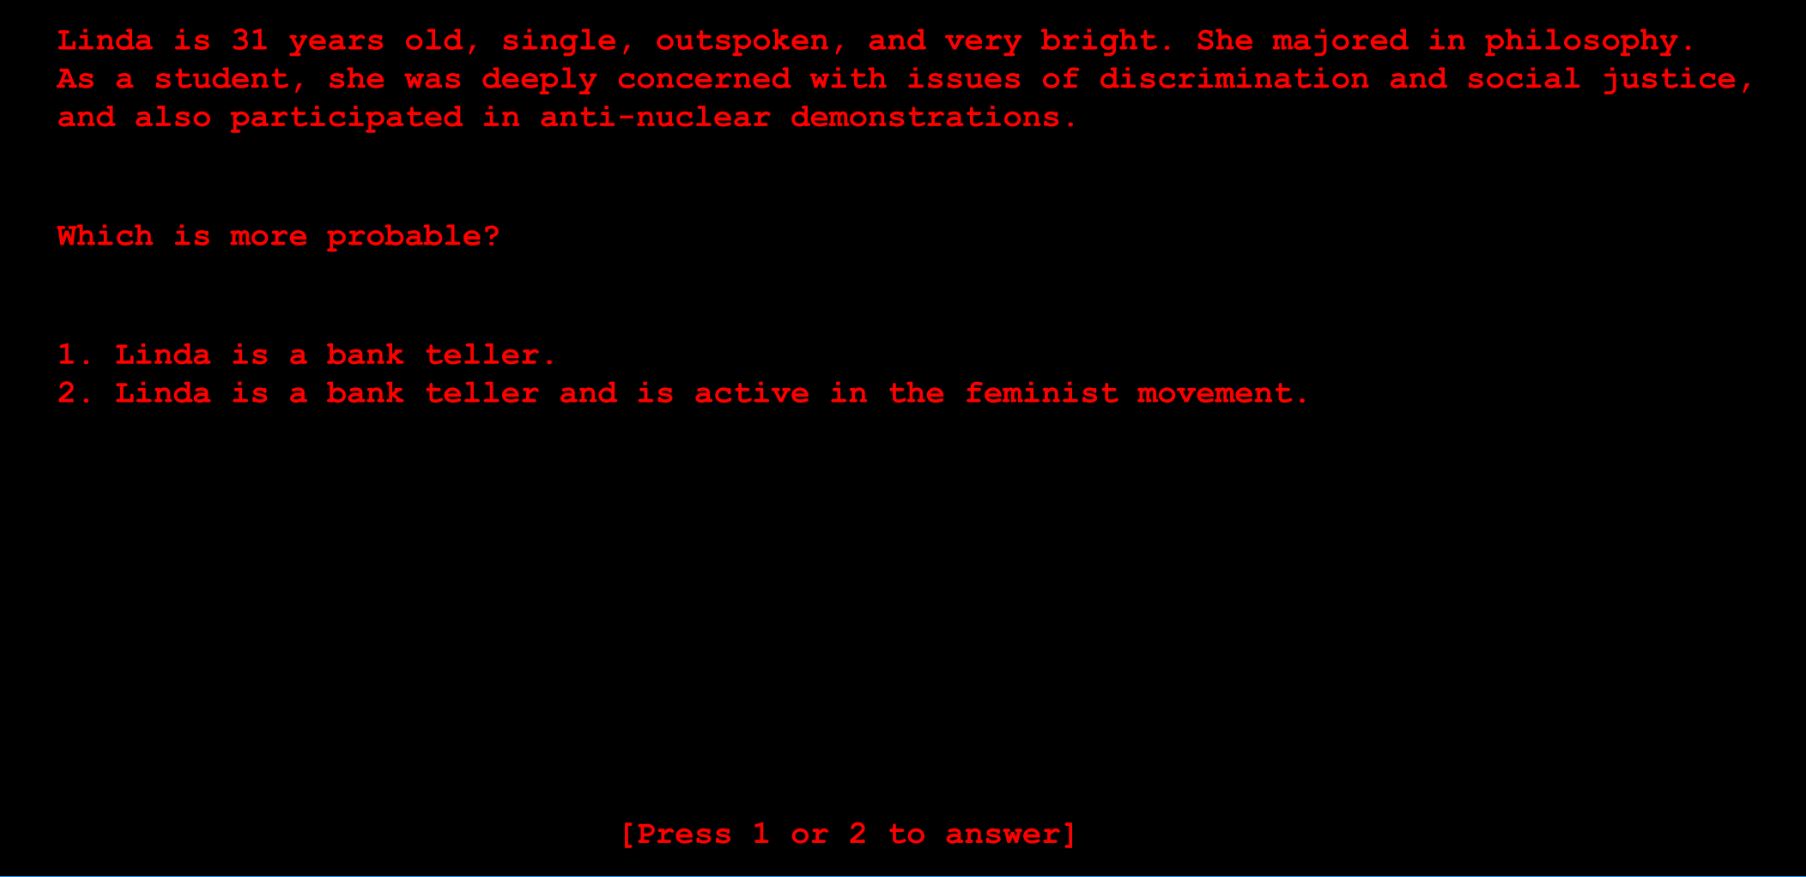 Linda is 31 years old, single, outspoken, and very bright. She majored in philosophy.
As a student, she was deeply concerned with issues of discrimination and social justice,
and also participated in anti-nuclear demonstrations.
Which is more probable?
1. Linda is a bank teller.
2. Linda is a bank teller and is active in the feminist movement.
[Press 1 or 2 to answer]